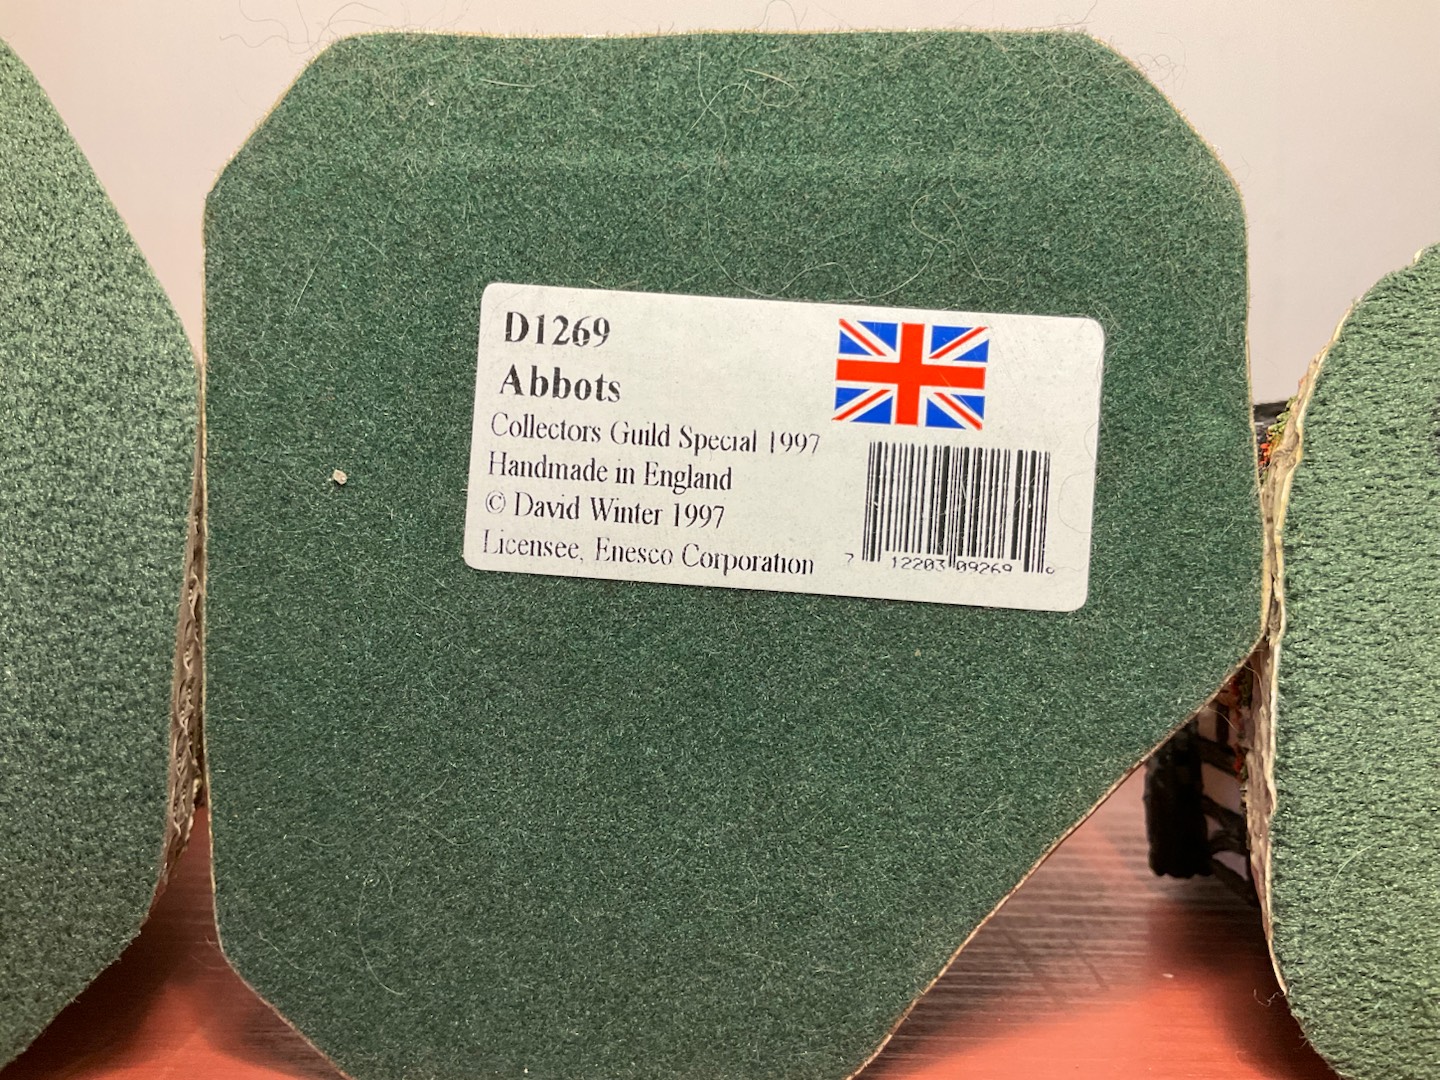 D1269
Abbots
Collectors Guild Special 1997
Handmade in England
© David Winter 1997
Licensee, Enesco Corporation
7 12203 09269 6